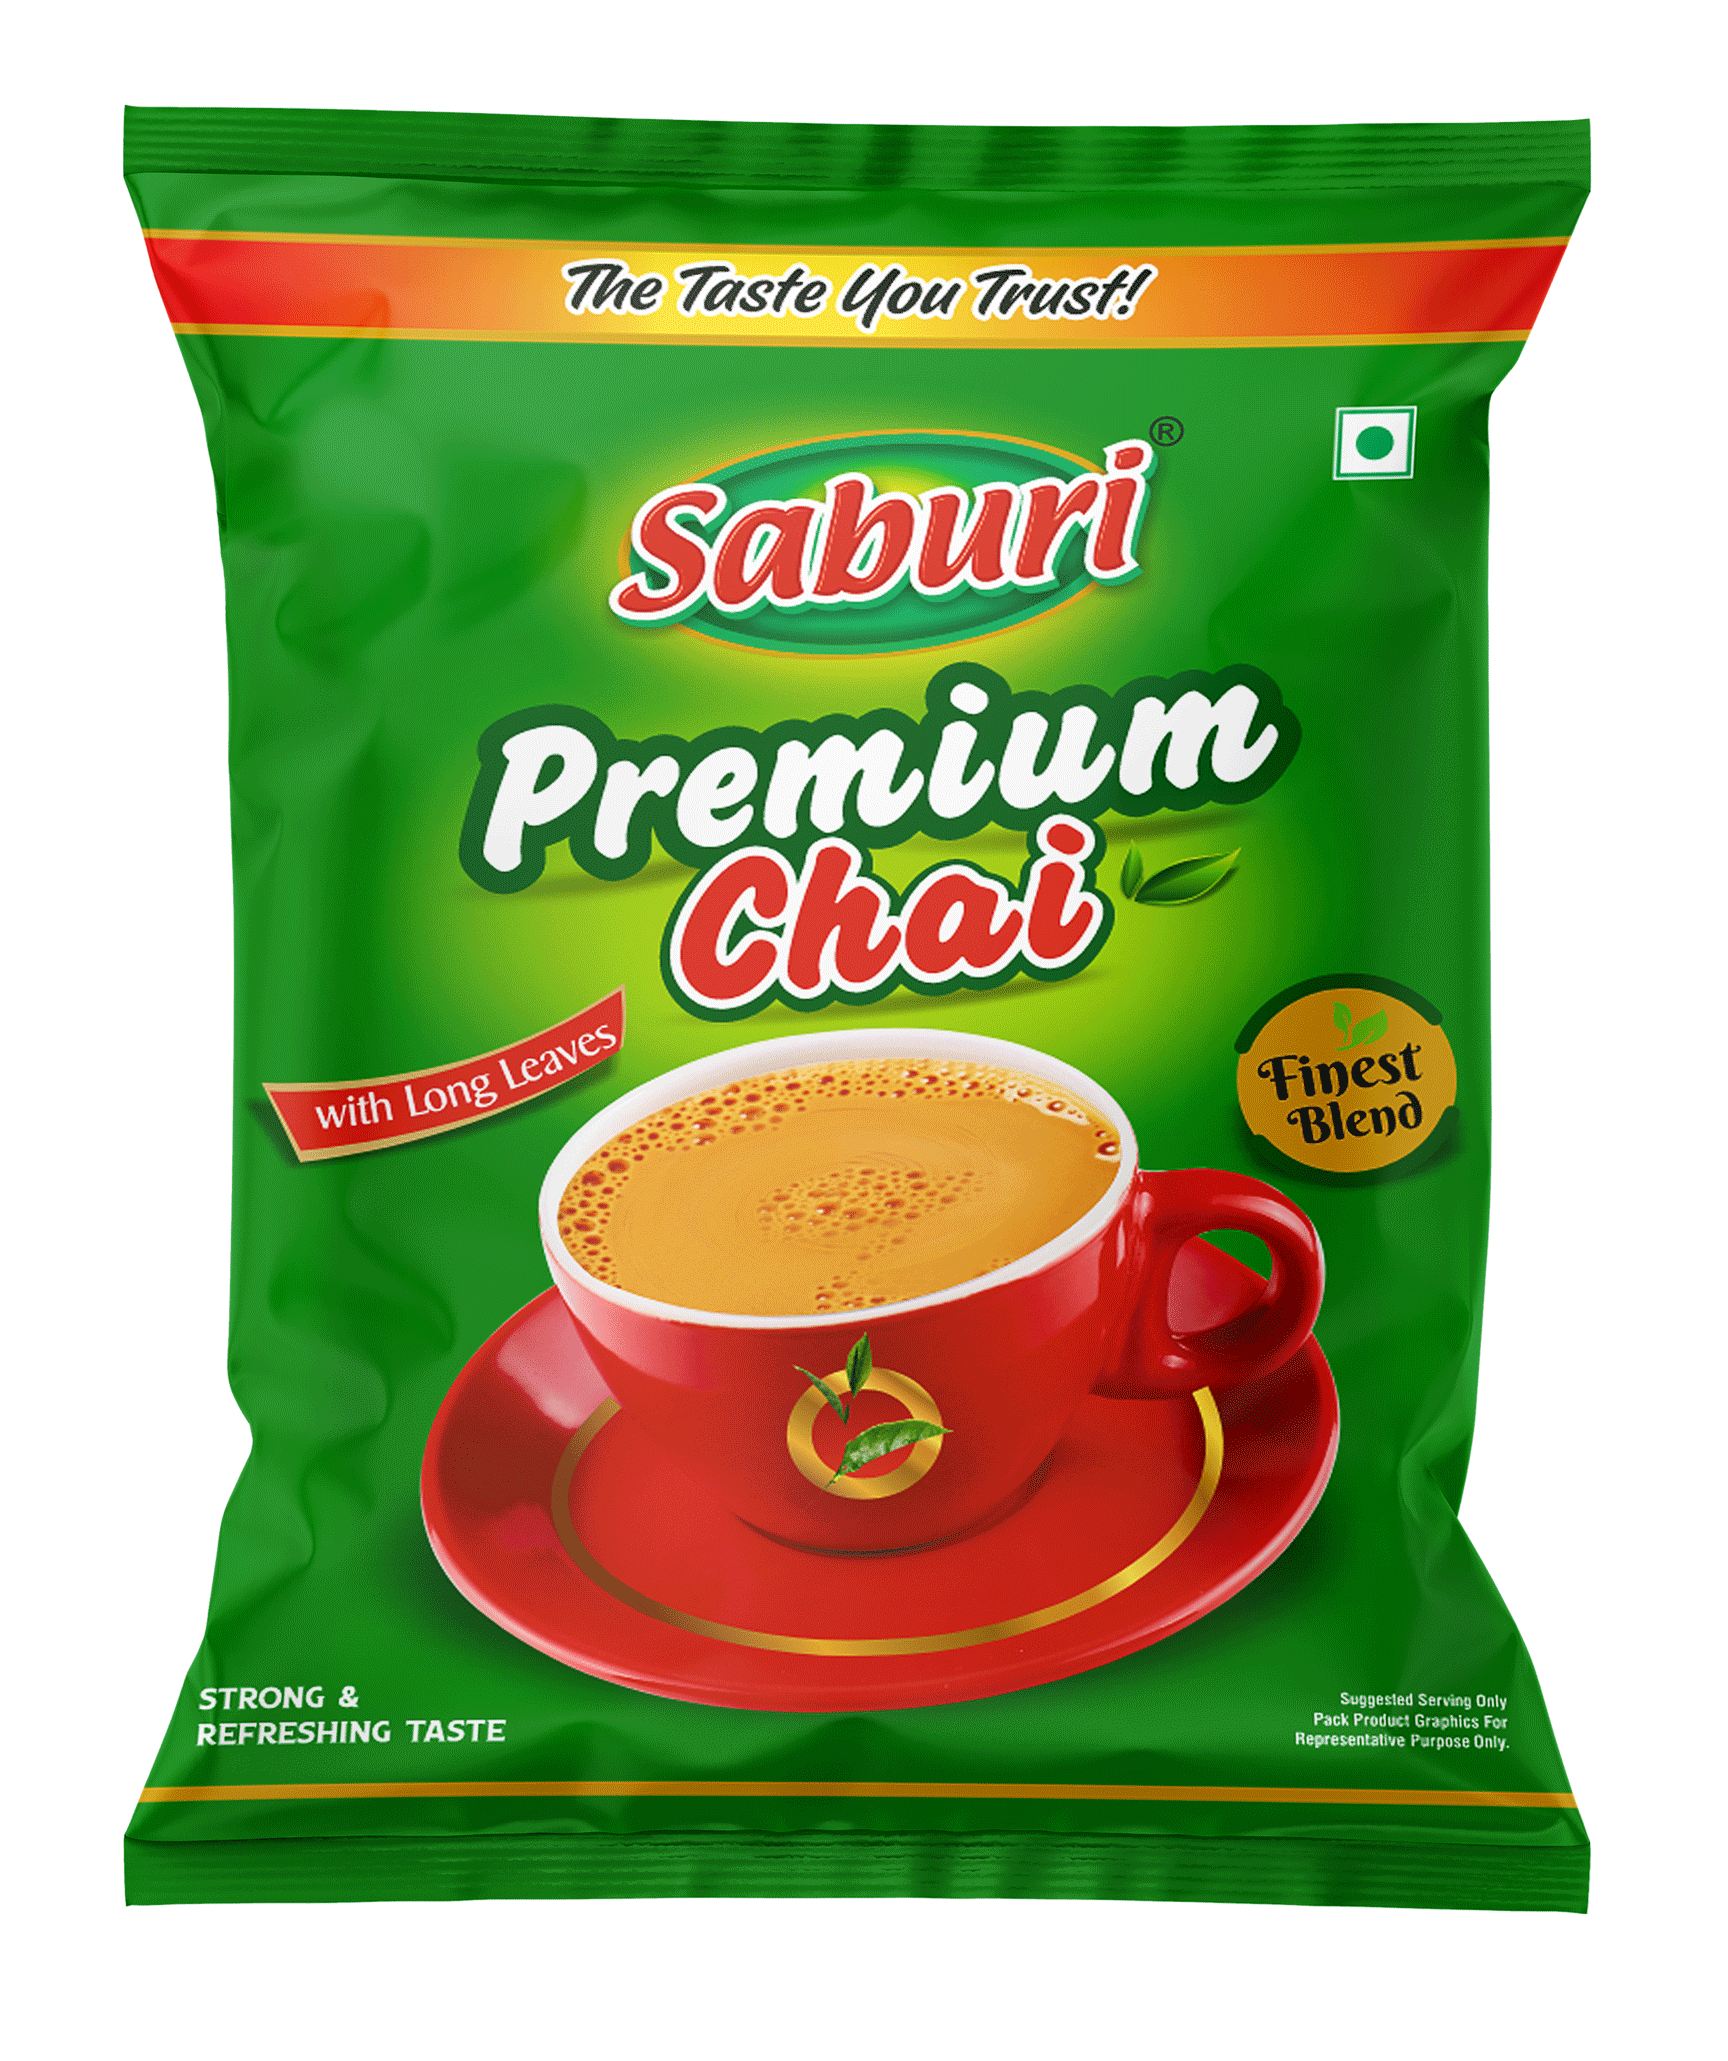 The Taste You Trust!
Saburi®
Premium
Chai
with Long Leaves
Finest
Blend
STRONG &
REFRESHING TASTE
Suggested Serving Only
Pack Product Graphics For
Representative Purpose Only.